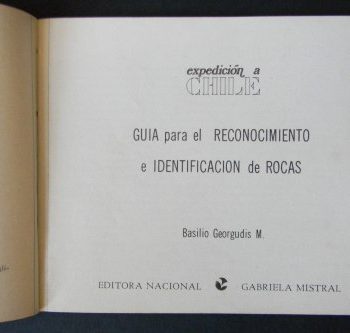 expedición a
CHILE
GUIA para el RECONOCIMIENTO
e IDENTIFICACION de ROCAS
Basilio Georgudis M.
EDITORA NACIONAL GABRIELA MISTRAL